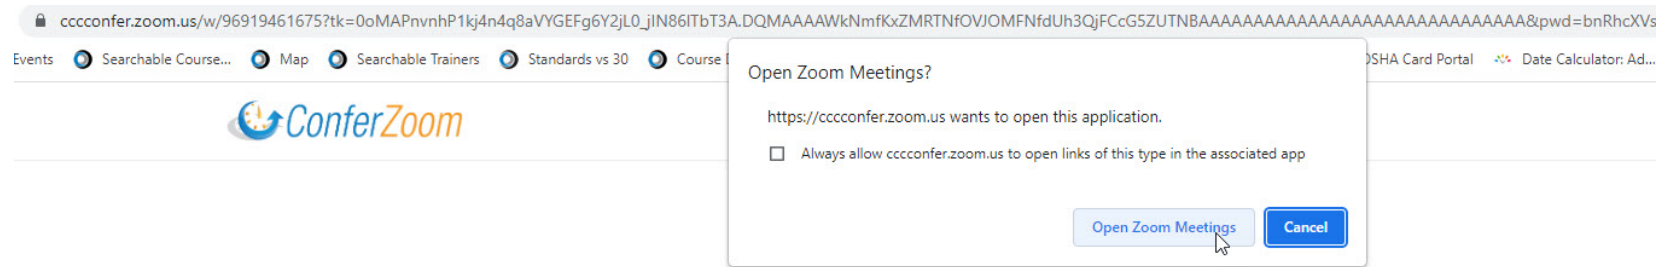 cccconfer.zoom.us/w/96919461675?tk=0oMAPnvnhP1kj4n4q8aVYGEFg6Y2jL0_jIN86ITbT3A.DQMAAAAWkNmfKxZMRTNfOVJOMFNfdUh3QjFCcG5ZUTNBAAAAAAAAAAAAAAAAAAAAAAAAAAAAAA&pwd=bnRhcXVs
Events Searchable Course... Map Searchable Trainers Standards vs 30 Course OSHA Card Portal Date Calculator: Ad...
ConferZoom
Open Zoom Meetings?
https://cccconfer.zoom.us wants to open this application.
Always allow cccconfer.zoom.us to open links of this type in the associated app
Open Zoom Meetings Cancel